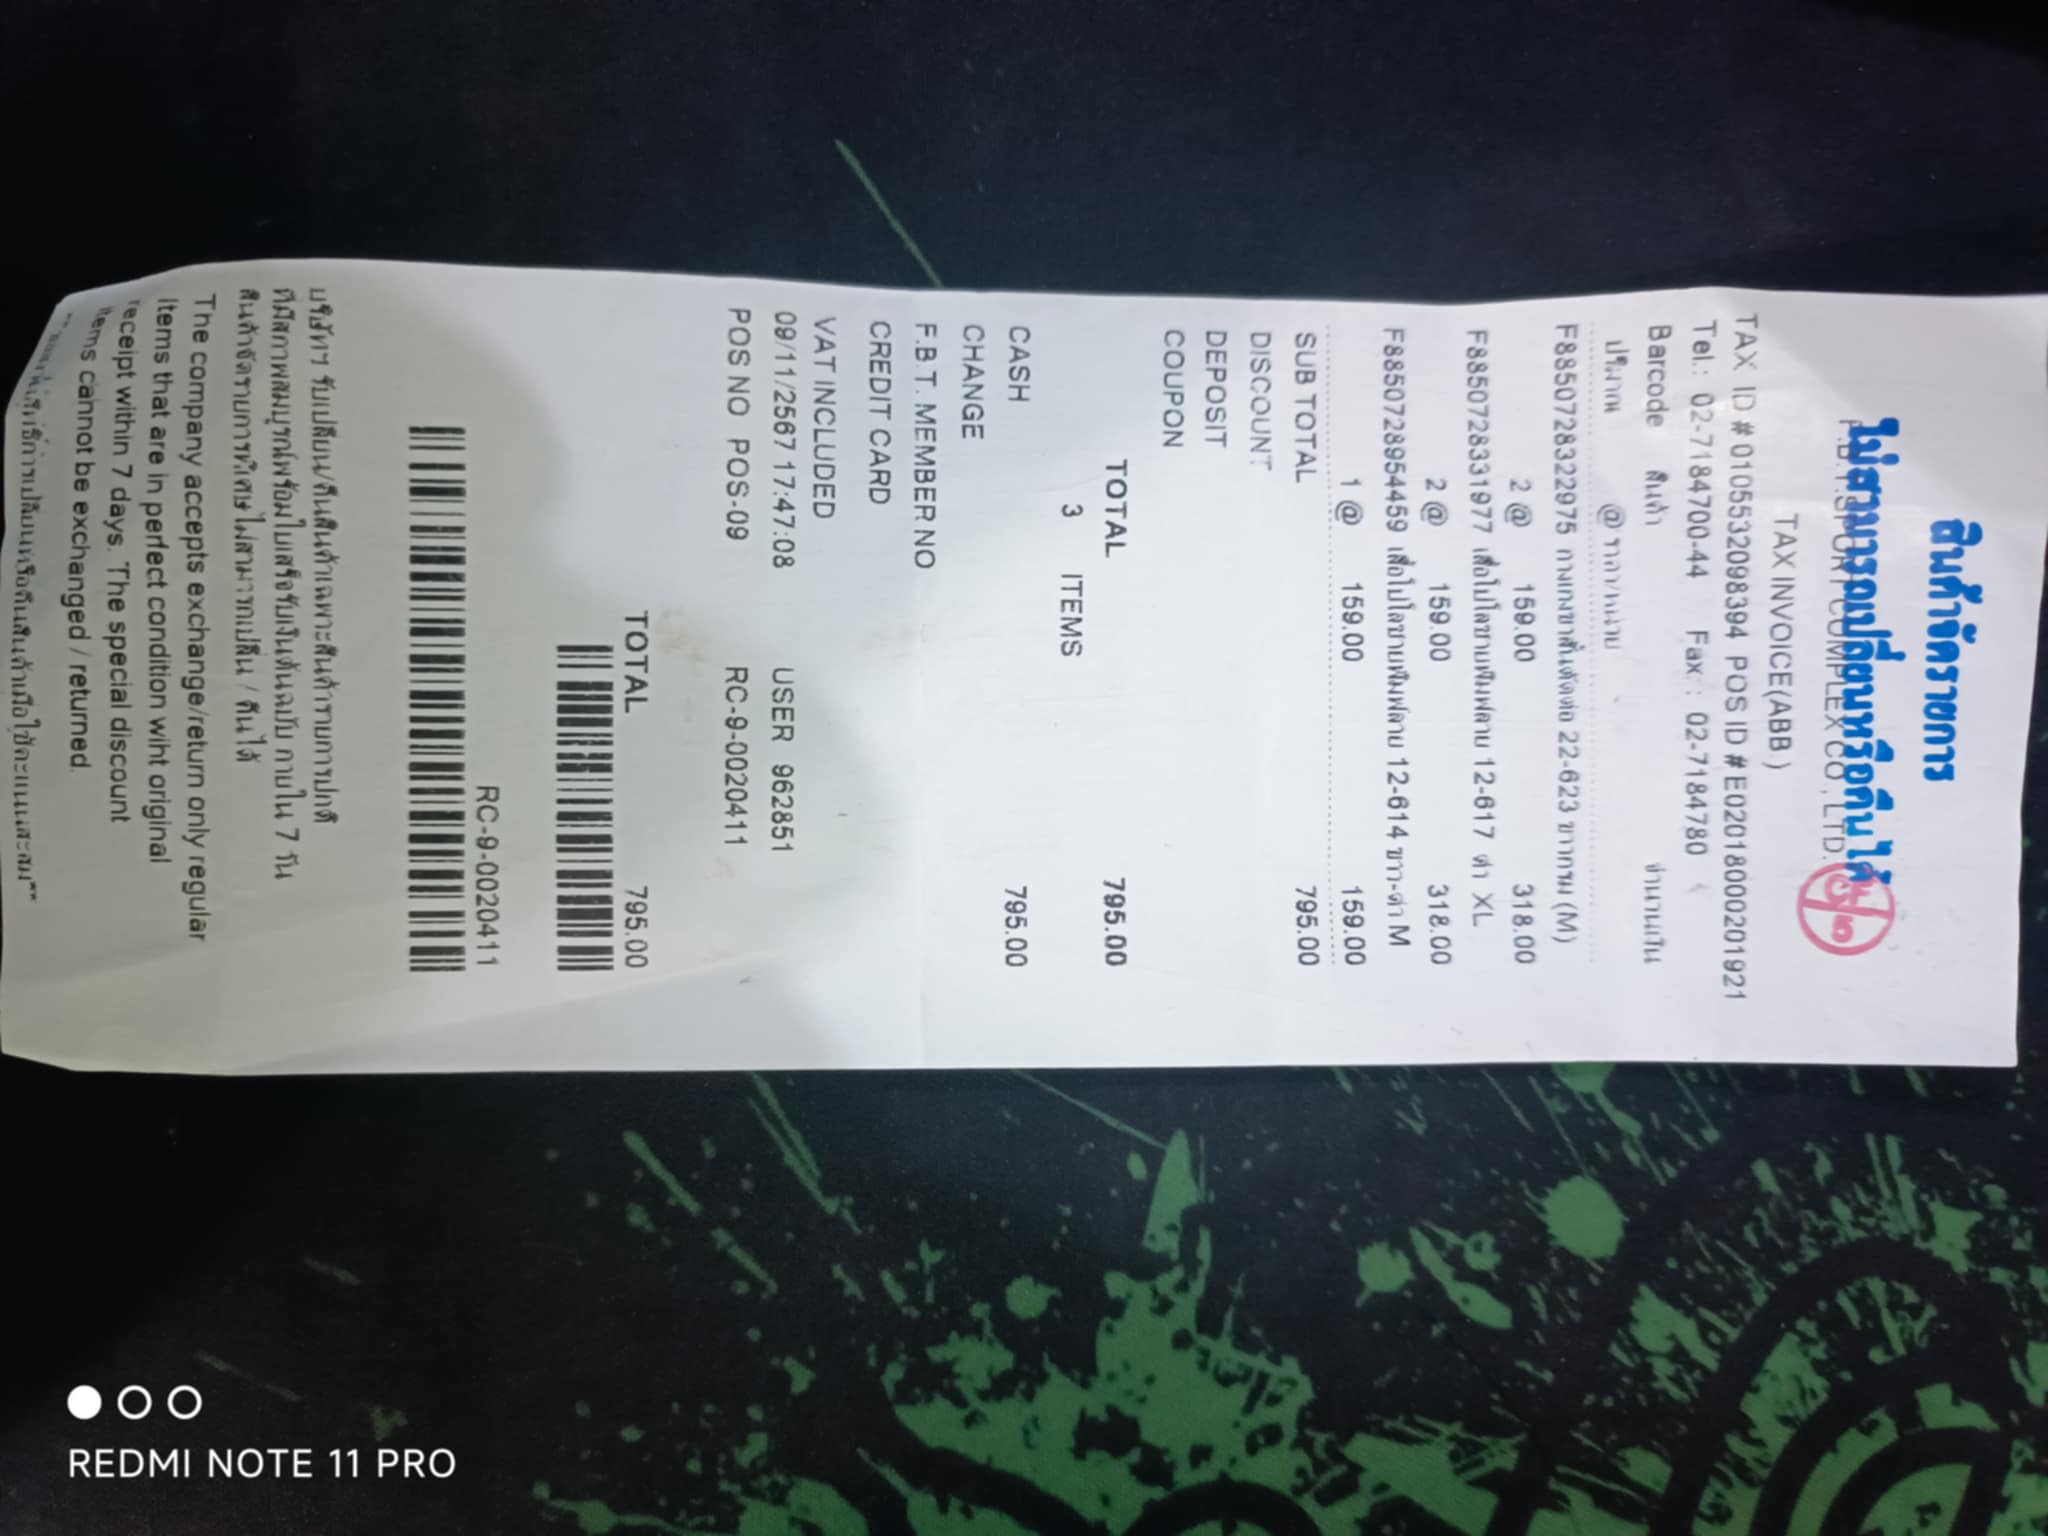 สินค้าจัดรายการ
ไม่สามารถเปลี่ยนหรือคืนได้
F.B.T.SPORT COMPLEX CO., LTD.
TAX INVOICE(ABB.)
TAX ID # 0105532098394 POS ID # E02018000201921
Tel.: 02-7184700-44 Fax : 02-7184780
Barcode สินค้า จำนวนเงิน
ปริมาณ @ ราคา/หน่วย
F8850728322975 กางเกงขาสั้นตัดต่อ 22-623 ขาวกรม (M)
2 @ 159.00 318.00
F8850728331977 เสื้อโปโลชายพิมพ์ลาย 12-617 ดำ XL
2 @ 159.00 318.00
F8850728954459 เสื้อโปโลชายพิมพ์ลาย 12-614 ขาว-ดำ M
1 @ 159.00 159.00
SUB TOTAL 795.00
DISCOUNT
DEPOSIT
COUPON
TOTAL 795.00
3 ITEMS
CASH 795.00
CHANGE
F.B.T. MEMBER NO
CREDIT CARD
VAT INCLUDED
09/11/2567 17:47:08 USER 962851
POS NO POS-09 RC-9-0020411
TOTAL 795.00
RC-9-0020411
บริษัทฯ รับเปลี่ยน/คืนสินค้าเฉพาะสินค้ารายการปกติ
ที่มีสภาพสมบูรณ์พร้อมใบเสร็จรับเงินต้นฉบับ ภายใน 7 วัน
สินค้าจัดรายการพิเศษไม่สามารถเปลี่ยน / คืนได้
The company accepts exchange/return only regular
items that are in perfect condition wiht original
receipt within 7 days. The special discount
items cannot be exchanged / returned.
สิทธิ์การเปลี่ยนหรือคืนสินค้าเมื่อใช้คะแนนสะสม**
REDMI NOTE 11 PRO